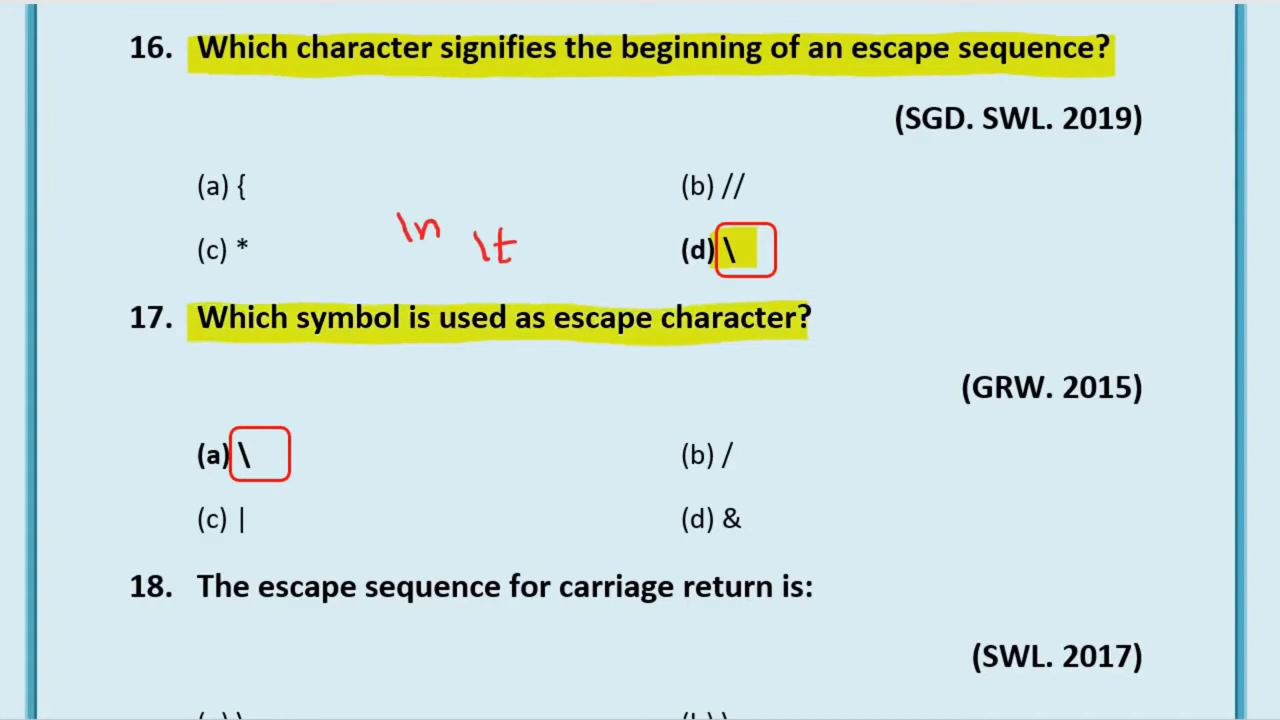 16. Which character signifies the beginning of an escape sequence?
(SGD. SWL. 2019)
(a) { (b) //
\n \t
(c) * (d) \
17. Which symbol is used as escape character?
(GRW. 2015)
(a) \ (b) /
(c) | (d) &
18. The escape sequence for carriage return is:
(SWL. 2017)